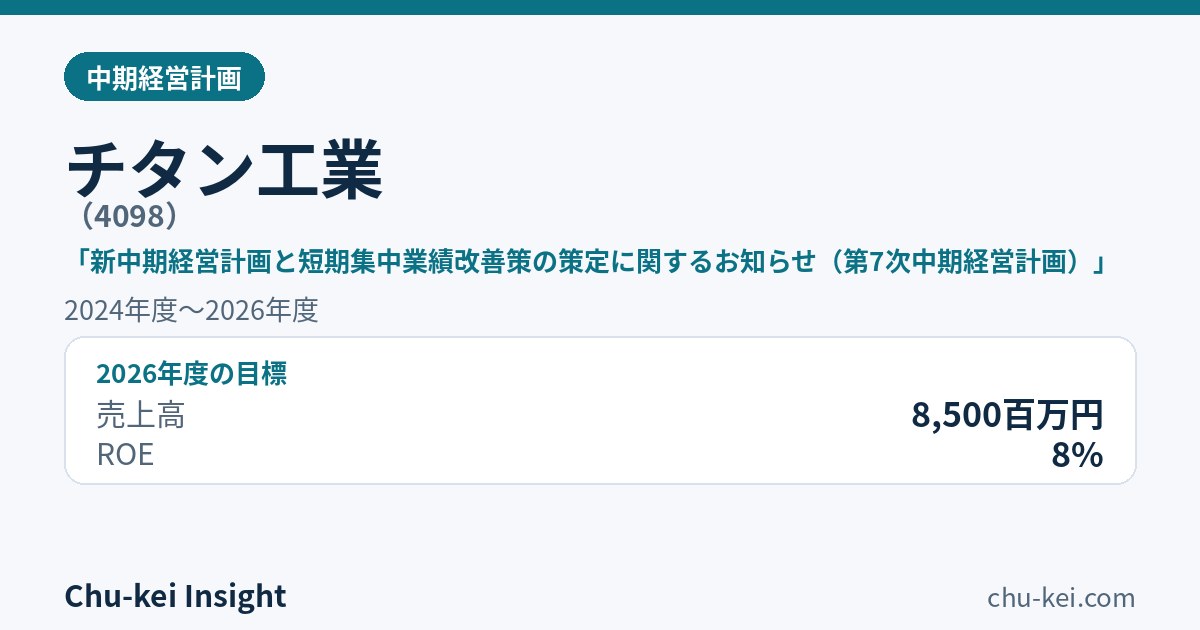 中期経営計画
チタン工業
（4098）
「新中期経営計画と短期集中業績改善策の策定に関するお知らせ（第7次中期経営計画）」
2024年度〜2026年度
2026年度の目標
売上高 8,500百万円
ROE 8%
Chu-kei Insight chu-kei.com